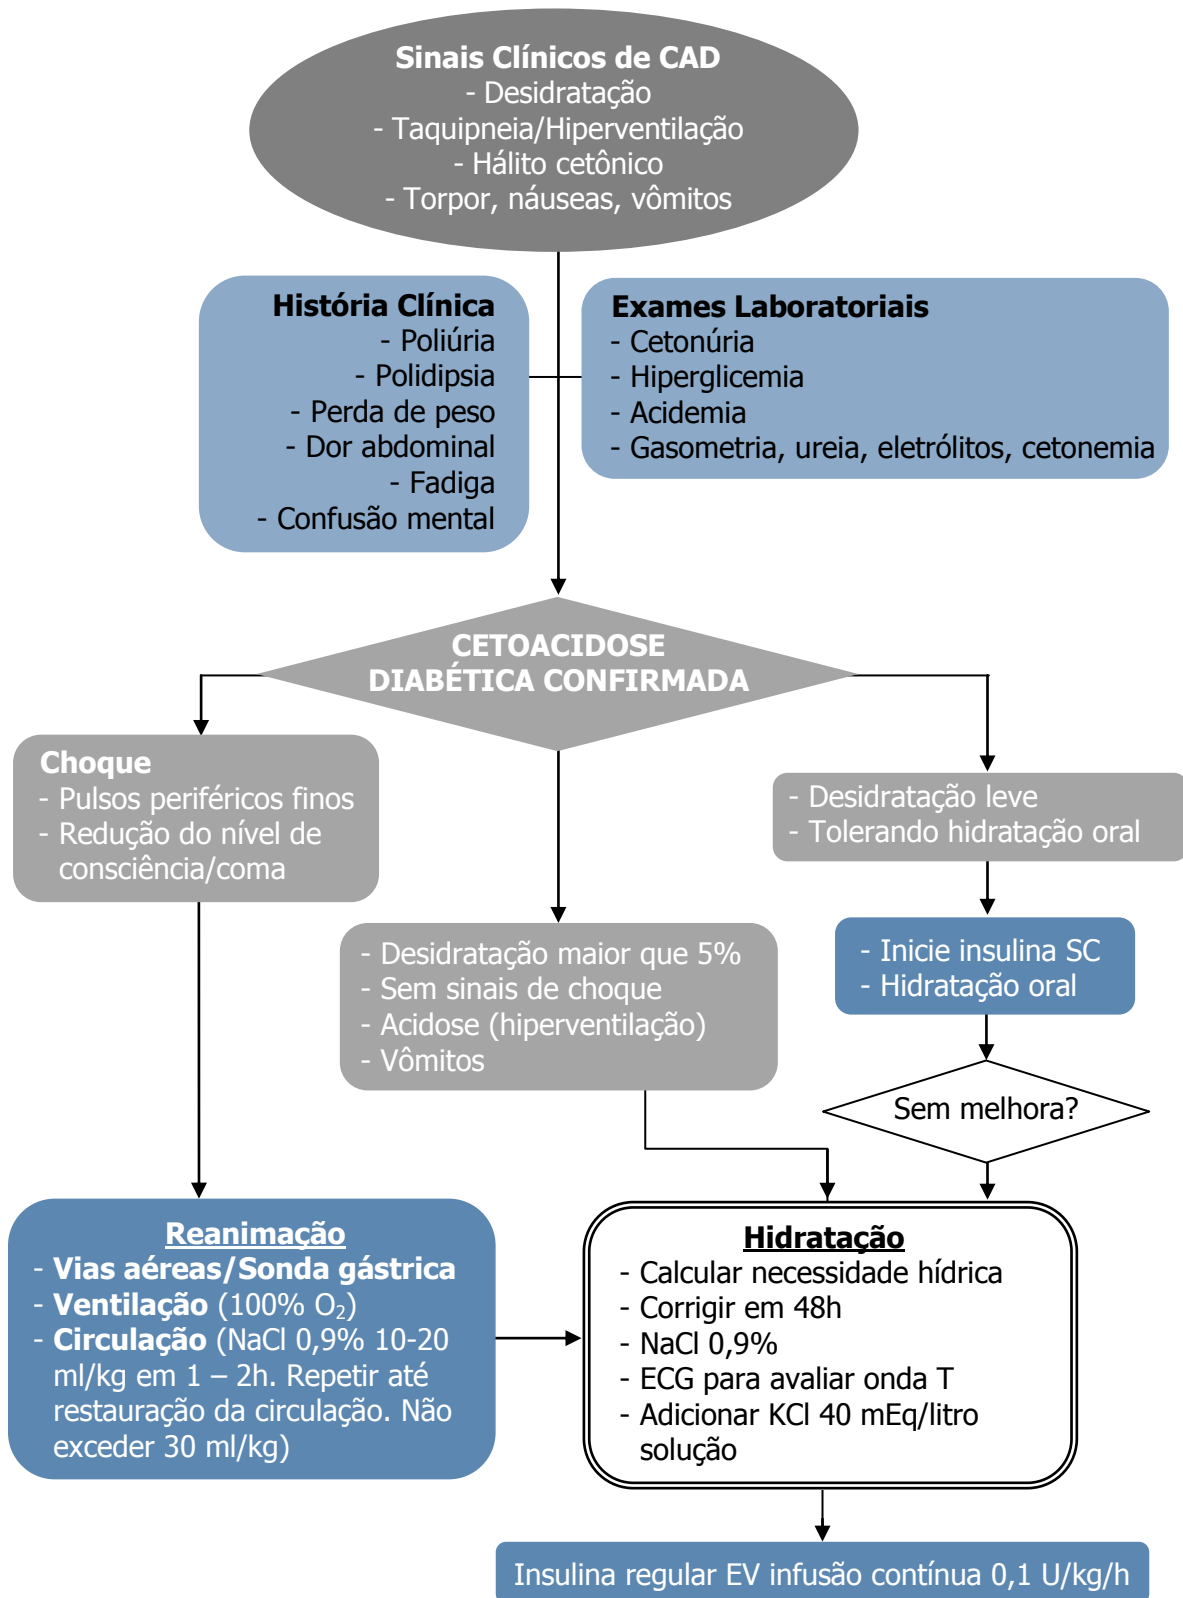 Sinais Clínicos de CAD
- Desidratação
- Taquipneia/Hiperventilação
- Hálito cetônico
- Torpor, náuseas, vômitos
História Clínica
- Poliúria
- Polidipsia
- Perda de peso
- Dor abdominal
- Fadiga
- Confusão mental
Exames Laboratoriais
- Cetonúria
- Hiperglicemia
- Acidemia
- Gasometria, ureia, eletrólitos, cetonemia
CETOACIDOSE
DIABÉTICA CONFIRMADA
Choque
- Pulsos periféricos finos
- Redução do nível de
consciência/coma
- Desidratação maior que 5%
- Sem sinais de choque
- Acidose (hiperventilação)
- Vômitos
- Desidratação leve
- Tolerando hidratação oral
- Inicie insulina SC
- Hidratação oral
Sem melhora?
Reanimação
- Vias aéreas/Sonda gástrica
- Ventilação (100% O₂)
- Circulação (NaCl 0,9% 10-20
ml/kg em 1 – 2h. Repetir até
restauração da circulação. Não
exceder 30 ml/kg)
Hidratação
- Calcular necessidade hídrica
- Corrigir em 48h
- NaCl 0,9%
- ECG para avaliar onda T
- Adicionar KCl 40 mEq/litro
solução
Insulina regular EV infusão contínua 0,1 U/kg/h